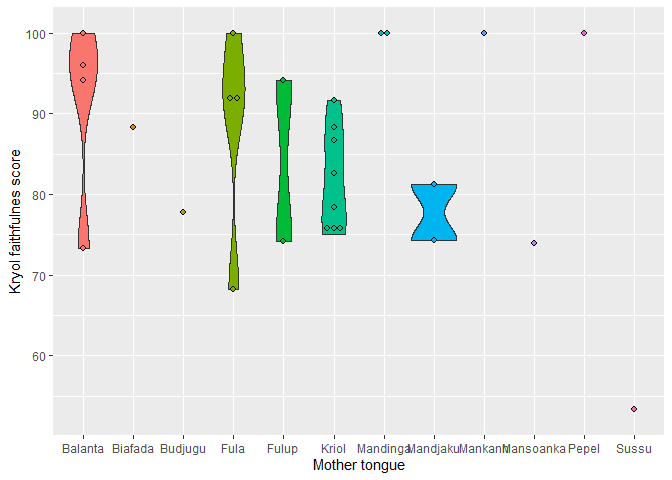 Kryol faithfulnes score
100
90
80
70
60
Balanta Biafada Budjugu Fula Fulup Kriol Mandinga Mandjaku Mankanh Mansoanka Pepel Sussu
Mother tongue